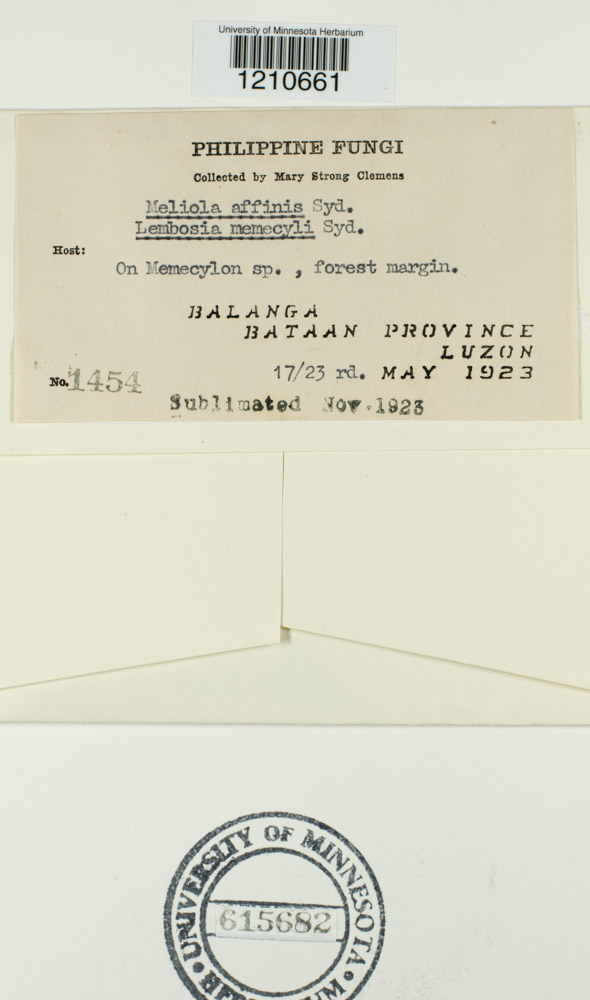 University of Minnesota Herbarium
1210661
PHILIPPINE FUNGI
Collected by Mary Strong Clemens
Meliola affinis Syd.
Lembosia memecyli Syd.
Host:
On Memecylon sp. , forest margin.
BALANGA
BATAAN PROVINCE
LUZON
17/23 rd. MAY 1923
No. 1454
Sublimated Nov. 1923
UNIVERSITY OF MINNESOTA
615682